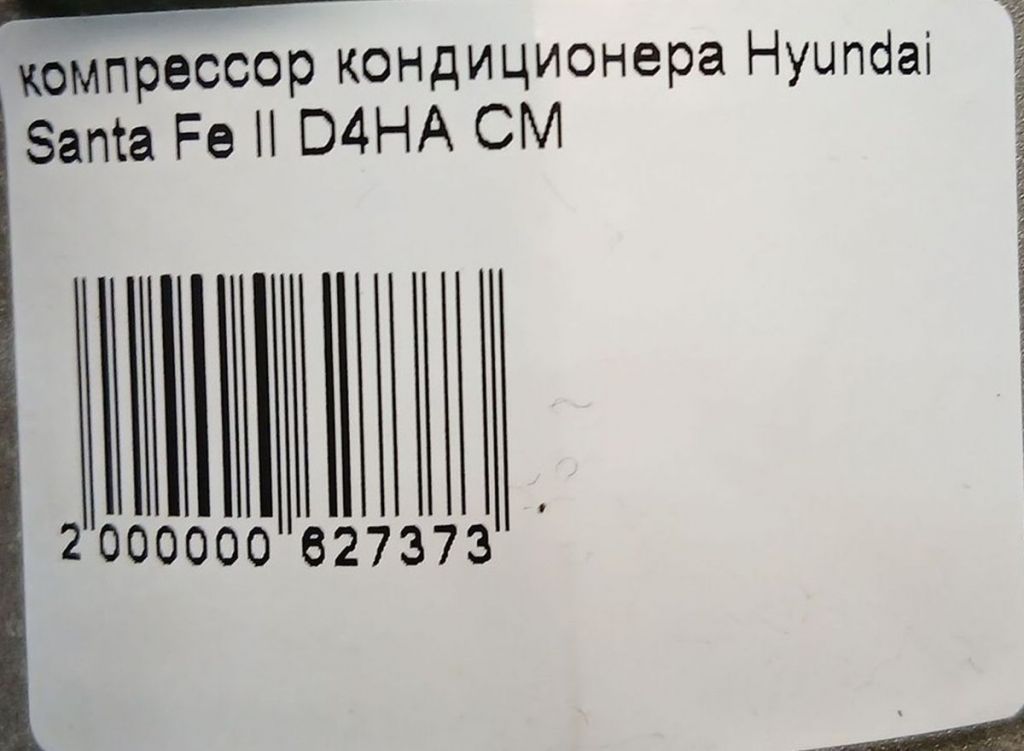 компрессор кондиционера Hyundai
Santa Fe II D4HA CM
2 000000 627373